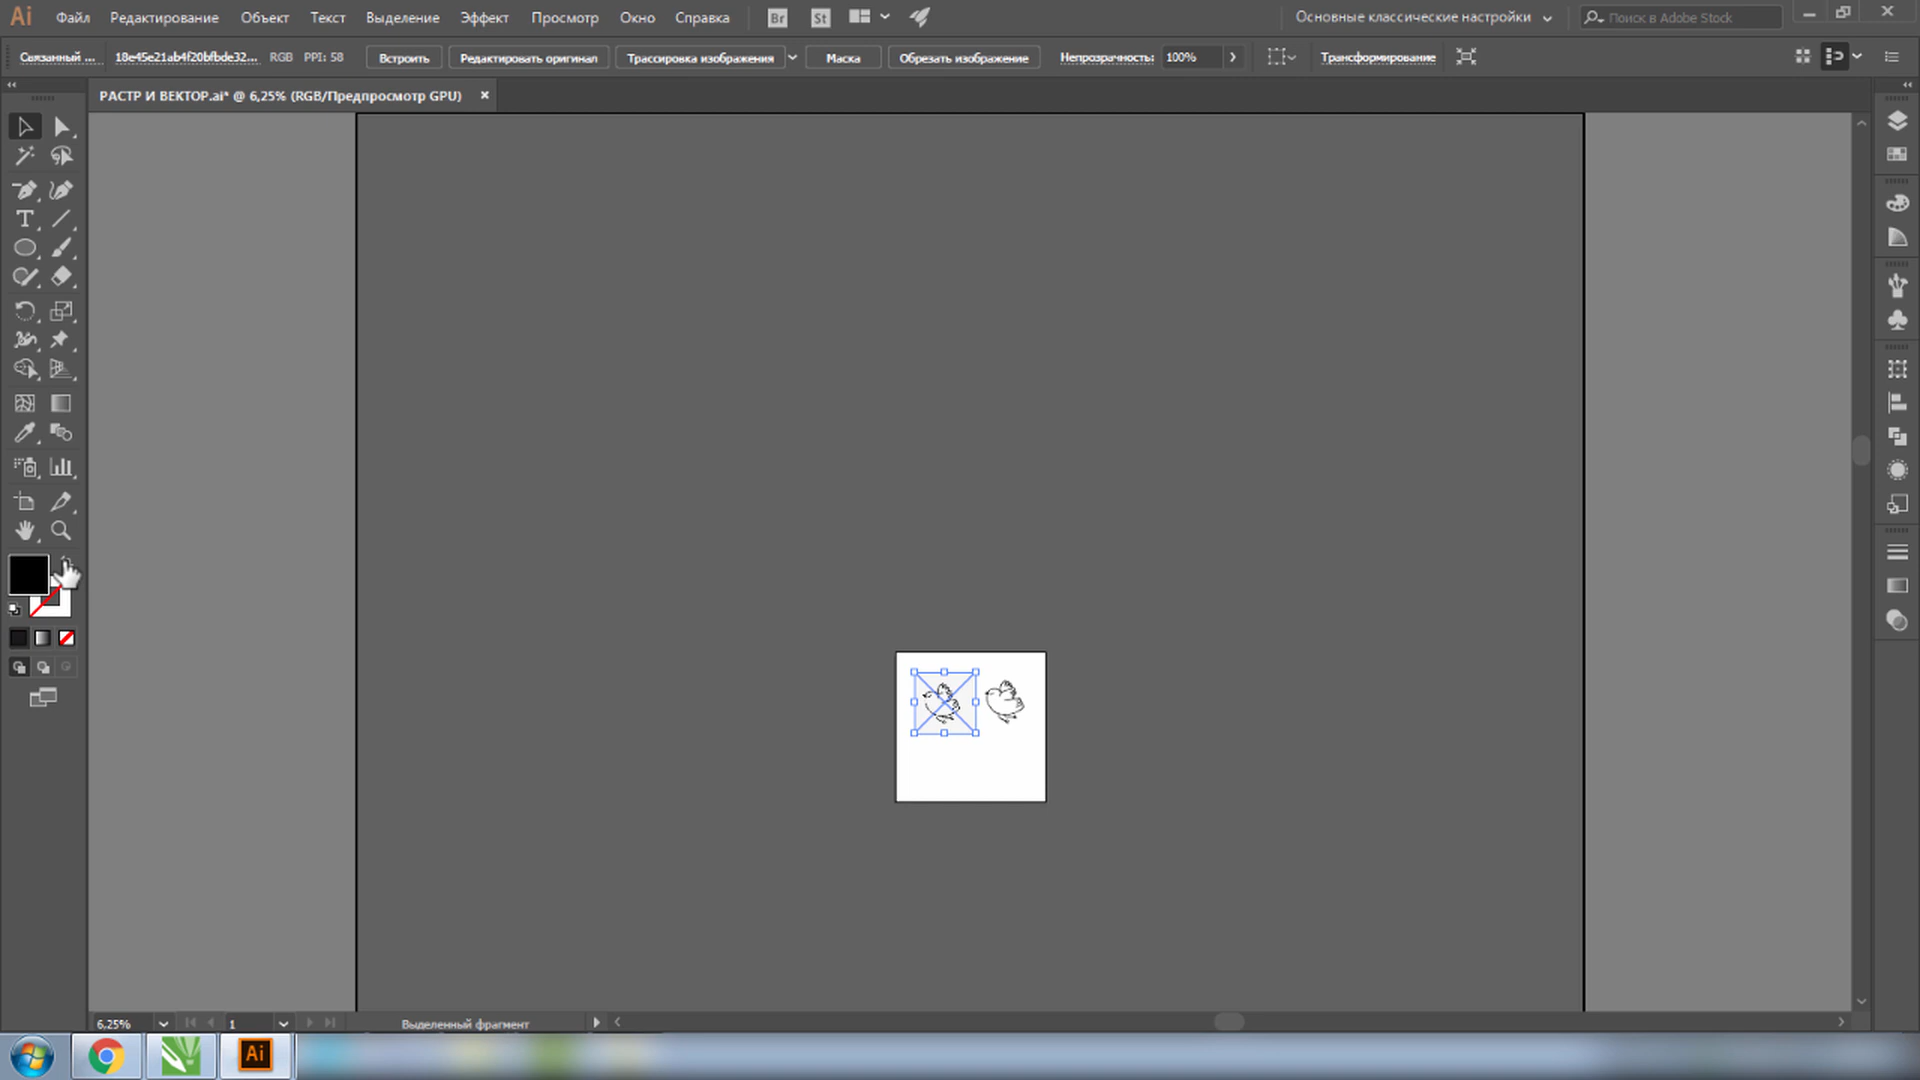 Ai Файл Редактирование Объект Текст Выделение Эффект Просмотр Окно Справка Br St Основные классические настройки Поиск в Adobe Stock
Связанный ... 18e45e21ab4f20bfbde32... RGB PPI: 58 Встроить Редактировать оригинал Трассировка изображения Маска Обрезать изображение Непрозрачность: 100% Трансформирование
РАСТР И ВЕКТОР.ai* @ 6,25% (RGB/Предпросмотр GPU)
6,25% 1 Выделенный фрагмент
Ai